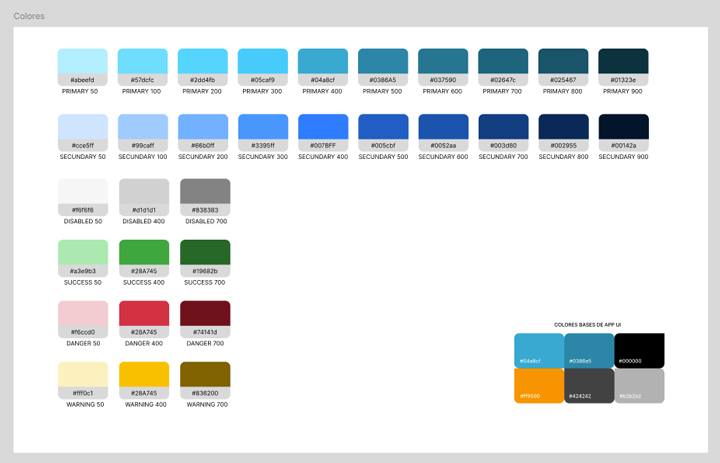 Colores
#abeefd #57dcfc #2dd4fb #05caf9 #04a8cf #0386A5 #037590 #02647c #025467 #01323e
PRIMARY 50 PRIMARY 100 PRIMARY 200 PRIMARY 300 PRIMARY 400 PRIMARY 500 PRIMARY 600 PRIMARY 700 PRIMARY 800 PRIMARY 900
#cce5ff #99caff #66b0ff #3395ff #007BFF #005cbf #0052aa #003d80 #002955 #00142a
SECUNDARY 50 SECUNDARY 100 SECUNDARY 200 SECUNDARY 300 SECUNDARY 400 SECUNDARY 500 SECUNDARY 600 SECUNDARY 700 SECUNDARY 800 SECUNDARY 900
#f6f6f6 #d1d1d1 #838383
DISABLED 50 DISABLED 400 DISABLED 700
#a3e9b3 #28A745 #19682b
SUCCESS 50 SUCCESS 400 SUCCESS 700
#f6ccd0 #28A745 #74141d
DANGER 50 DANGER 400 DANGER 700
#fff0c1 #28A745 #836200
WARNING 50 WARNING 400 WARNING 700
COLORES BASES DE APP UI
#04a8cf #0386a5 #000000
#ff9500 #424242 #b2b2b2